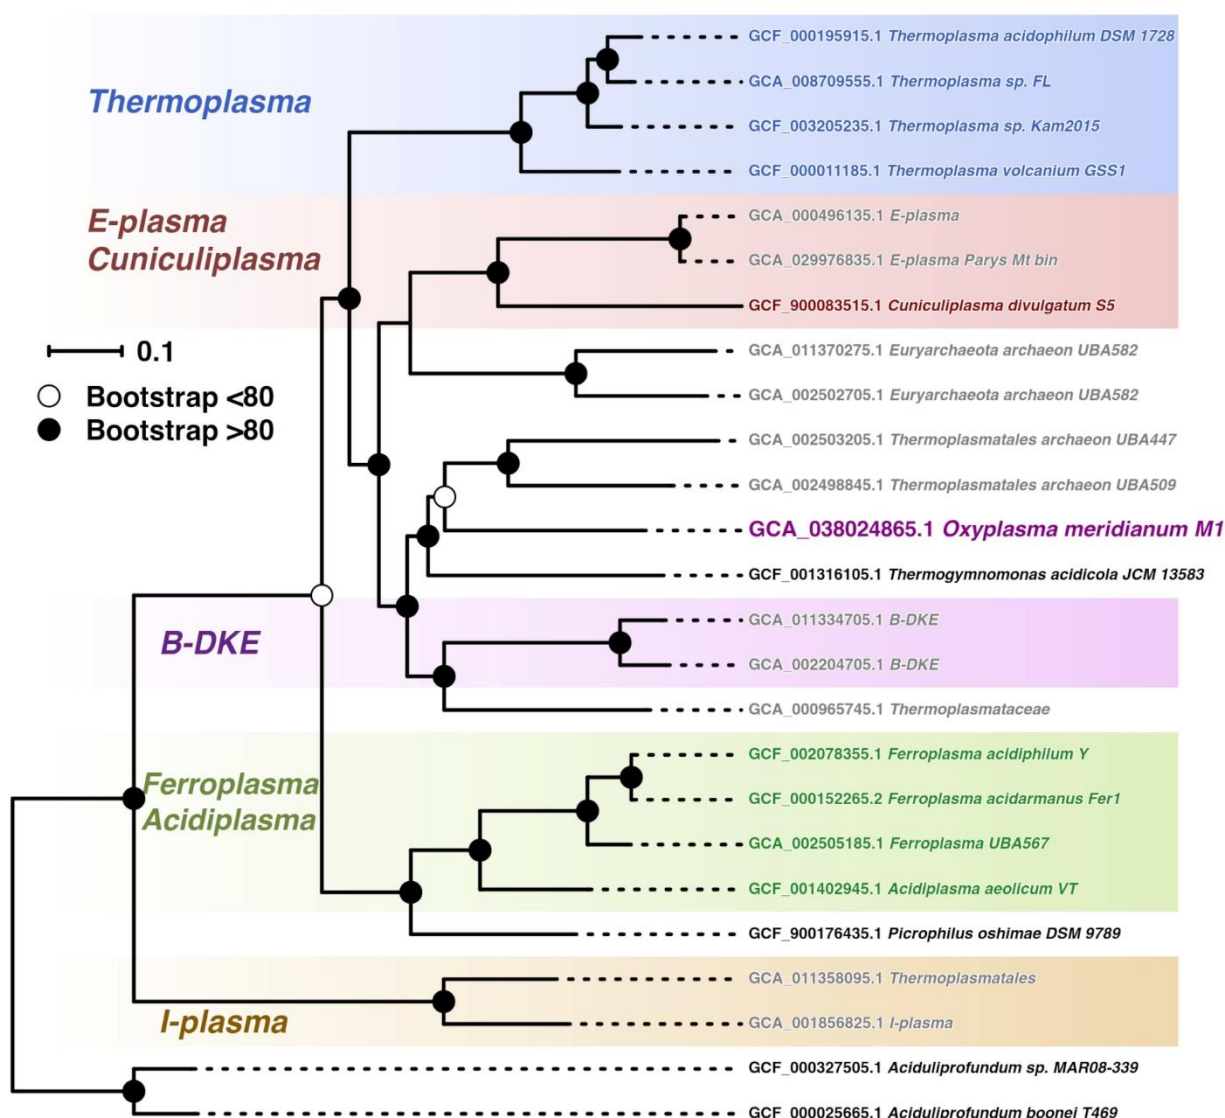 Thermoplasma
GCF_000195915.1 Thermoplasma acidophilum DSM 1728
GCA_008709555.1 Thermoplasma sp. FL
GCF_003205235.1 Thermoplasma sp. Kam2015
GCF_000011185.1 Thermoplasma volcanium GSS1
E-plasma
Cuniculiplasma
GCA_000496135.1 E-plasma
GCA_029976835.1 E-plasma Parys Mt bin
GCF_900083515.1 Cuniculiplasma divulgatum S5
0.1
Bootstrap <80
Bootstrap >80
GCA_011370275.1 Euryarchaeota archaeon UBA582
GCA_002502705.1 Euryarchaeota archaeon UBA582
GCA_002503205.1 Thermoplasmatales archaeon UBA447
GCA_002498845.1 Thermoplasmatales archaeon UBA509
GCA_038024865.1 Oxyplasma meridianum M1
GCF_001316105.1 Thermogymnomonas acidicola JCM 13583
B-DKE
GCA_011334705.1 B-DKE
GCA_002204705.1 B-DKE
GCA_000965745.1 Thermoplasmataceae
Ferroplasma
Acidiplasma
GCF_002078355.1 Ferroplasma acidiphilum Y
GCF_000152265.2 Ferroplasma acidarmanus Fer1
GCA_002505185.1 Ferroplasma UBA567
GCF_001402945.1 Acidiplasma aeolicum VT
GCF_900176435.1 Picrophilus oshimae DSM 9789
I-plasma
GCA_011358095.1 Thermoplasmatales
GCA_001856825.1 I-plasma
GCF_000327505.1 Aciduliprofundum sp. MAR08-339
GCF_000025665.1 Aciduliprofundum boonei T469